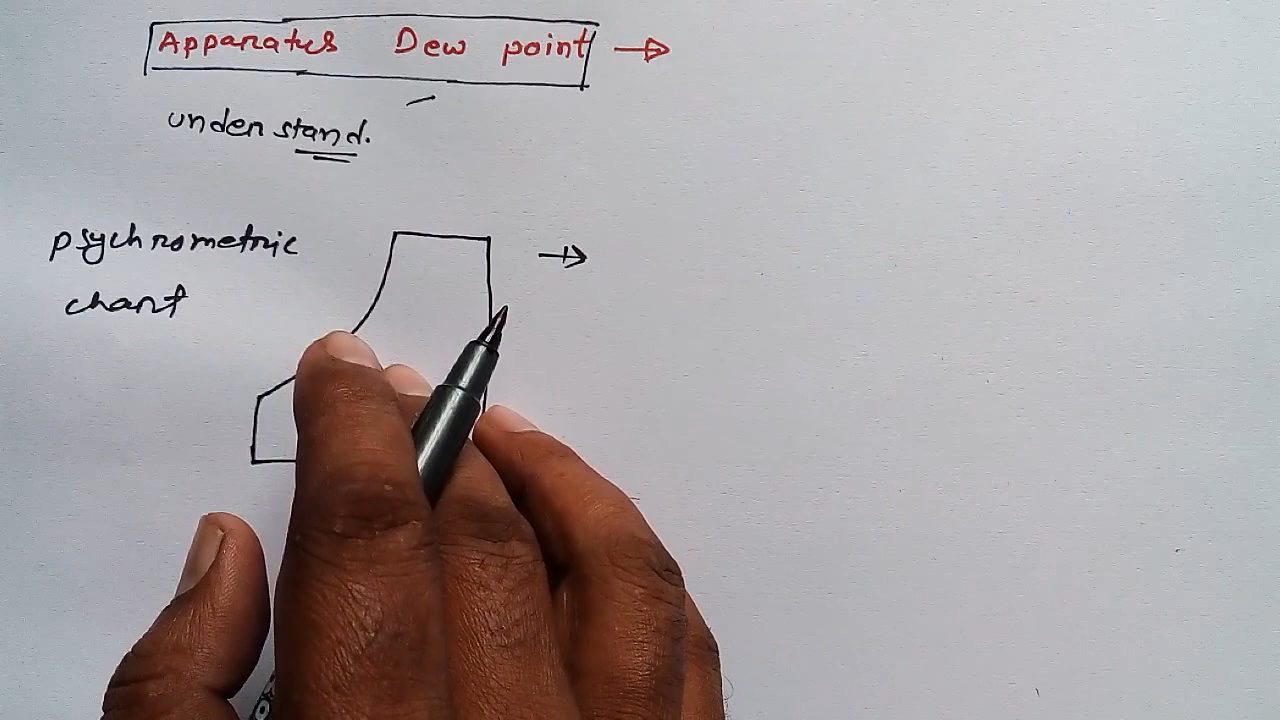 Apparatus Dew point
understand.
psychrometric
chart